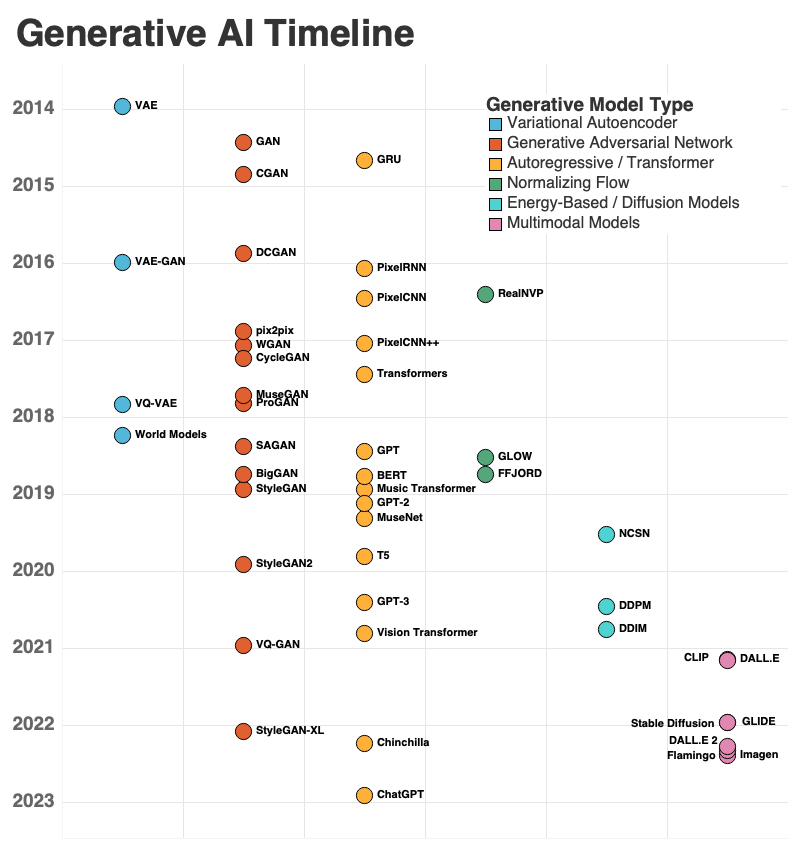 Generative AI Timeline
Generative Model Type
Variational Autoencoder
Generative Adversarial Network
Autoregressive / Transformer
Normalizing Flow
Energy-Based / Diffusion Models
Multimodal Models
2014
VAE
GAN
GRU
CGAN
2015
DCGAN
2016
VAE-GAN
PixelRNN
PixelCNN
RealNVP
pix2pix
2017
WGAN
PixelCNN++
CycleGAN
Transformers
MuseGAN
ProGAN
VQ-VAE
2018
World Models
SAGAN
GPT
GLOW
BigGAN
BERT
FFJORD
StyleGAN
Music Transformer
2019
GPT-2
MuseNet
NCSN
T5
StyleGAN2
2020
GPT-3
DDPM
Vision Transformer
DDIM
VQ-GAN
2021
CLIP
DALL.E
Stable Diffusion
GLIDE
2022
StyleGAN-XL
Chinchilla
DALL.E 2
Flamingo
Imagen
ChatGPT
2023